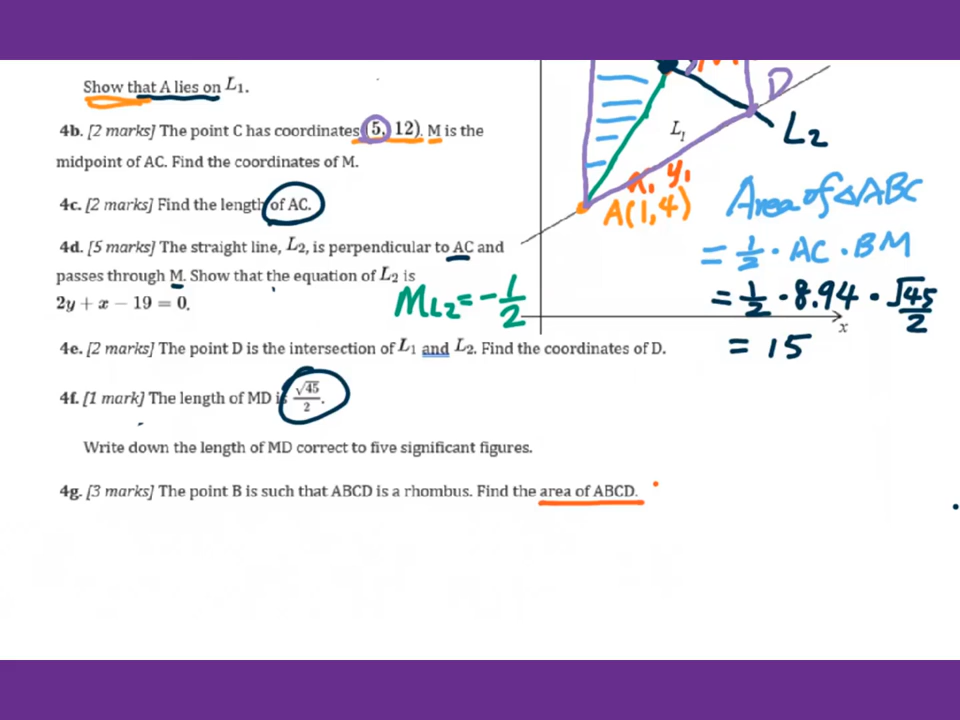 Show that A lies on L₁.
4b. [2 marks] The point C has coordinates (5, 12). M is the
midpoint of AC. Find the coordinates of M.
4c. [2 marks] Find the length of AC.
4d. [5 marks] The straight line, L₂, is perpendicular to AC and
passes through M. Show that the equation of L₂ is
2y + x − 19 = 0.
4e. [2 marks] The point D is the intersection of L₁ and L₂. Find the coordinates of D.
4f. [1 mark] The length of MD is √45/2.
Write down the length of MD correct to five significant figures.
4g. [3 marks] The point B is such that ABCD is a rhombus. Find the area of ABCD.
M
D
L₁
L₂
x₁ y₁
A(1,4)
x
mL₂ = -1/2
Area of △ABC
= 1/2 · AC · BM
= 1/2 · 8.94 · √45/2
= 15